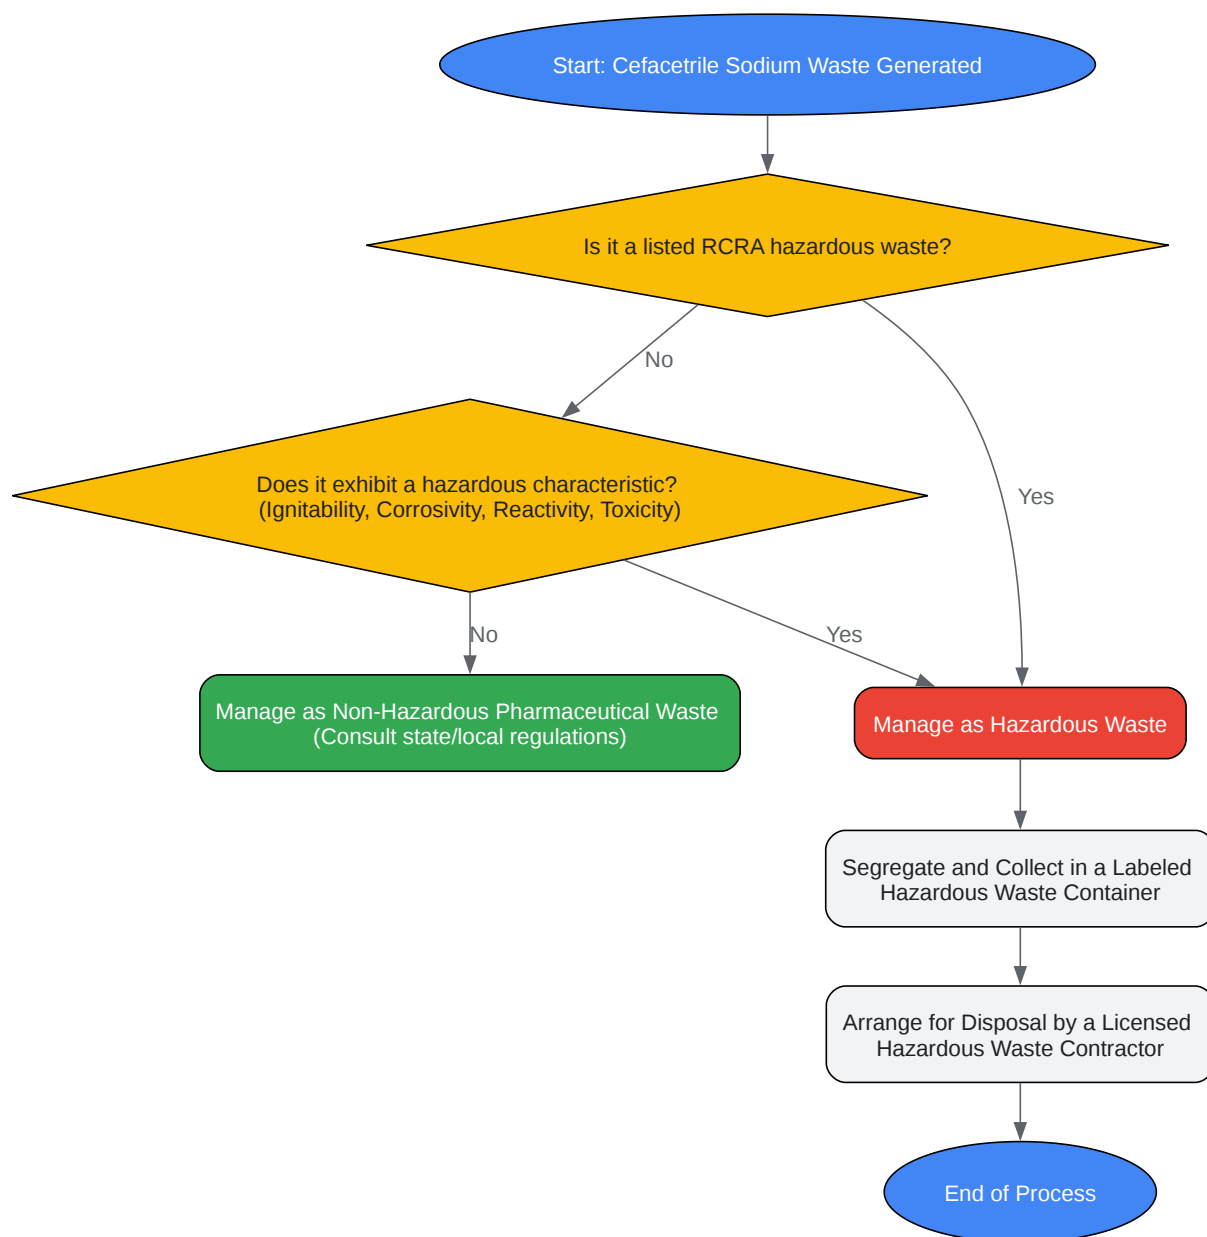 Start: Cefacetrile Sodium Waste Generated
Is it a listed RCRA hazardous waste?
No
Yes
Does it exhibit a hazardous characteristic?
(Ignitability, Corrosivity, Reactivity, Toxicity)
No
Yes
Manage as Non-Hazardous Pharmaceutical Waste
(Consult state/local regulations)
Manage as Hazardous Waste
Segregate and Collect in a Labeled
Hazardous Waste Container
Arrange for Disposal by a Licensed
Hazardous Waste Contractor
End of Process